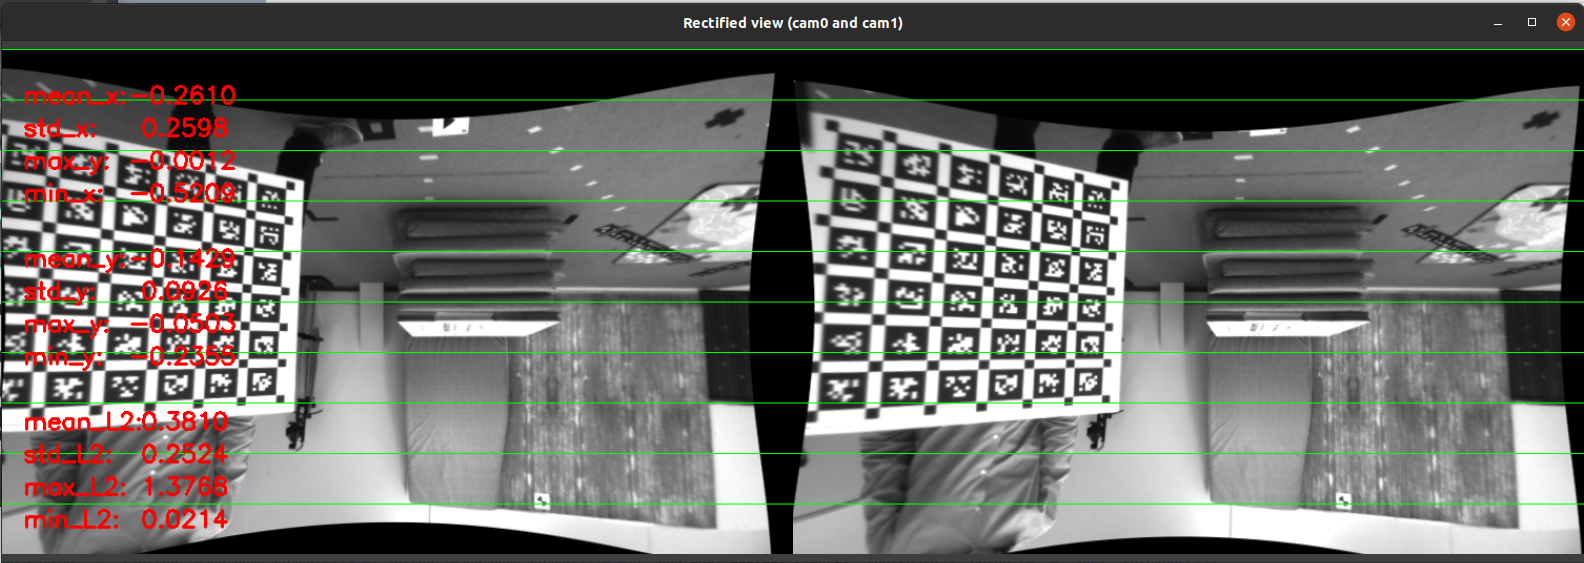 Rectified view (cam0 and cam1)
mean_x:-0.2610
std_x: 0.2598
max_y: -0.0012
min_x: -0.5209
mean_y:-0.1429
std_y: 0.0926
max_y: -0.0503
min_y: -0.2355
mean_L2:0.3810
std_L2: 0.2524
max_L2: 1.3768
min_L2: 0.0214